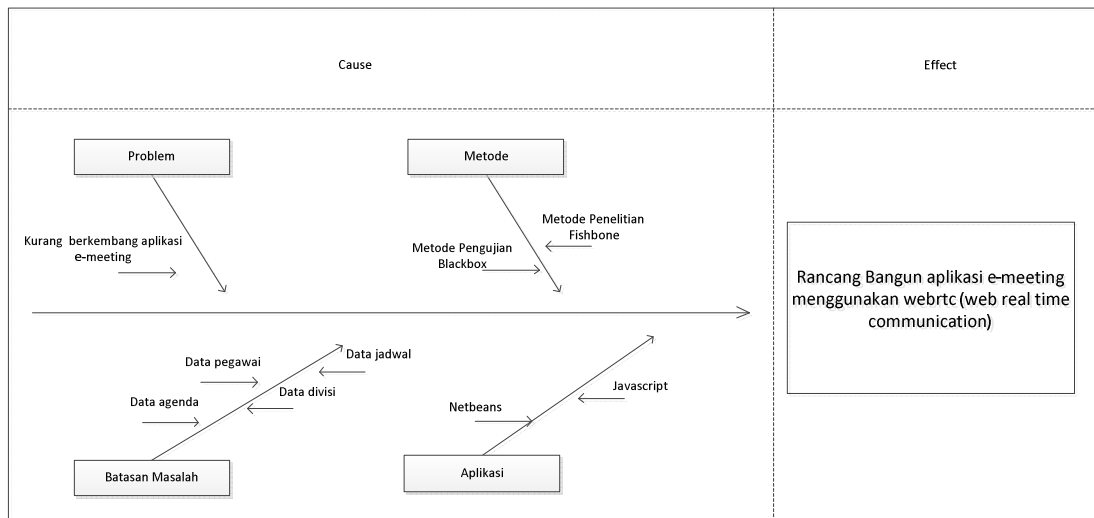 Cause
Effect
Problem
Metode
Kurang berkembang aplikasi
e-meeting
Metode Penelitian
Fishbone
Metode Pengujian
Blackbox
Rancang Bangun aplikasi e-meeting
menggunakan webrtc (web real time
communication)
Data pegawai
Data jadwal
Data agenda
Data divisi
Javascript
Netbeans
Batasan Masalah
Aplikasi